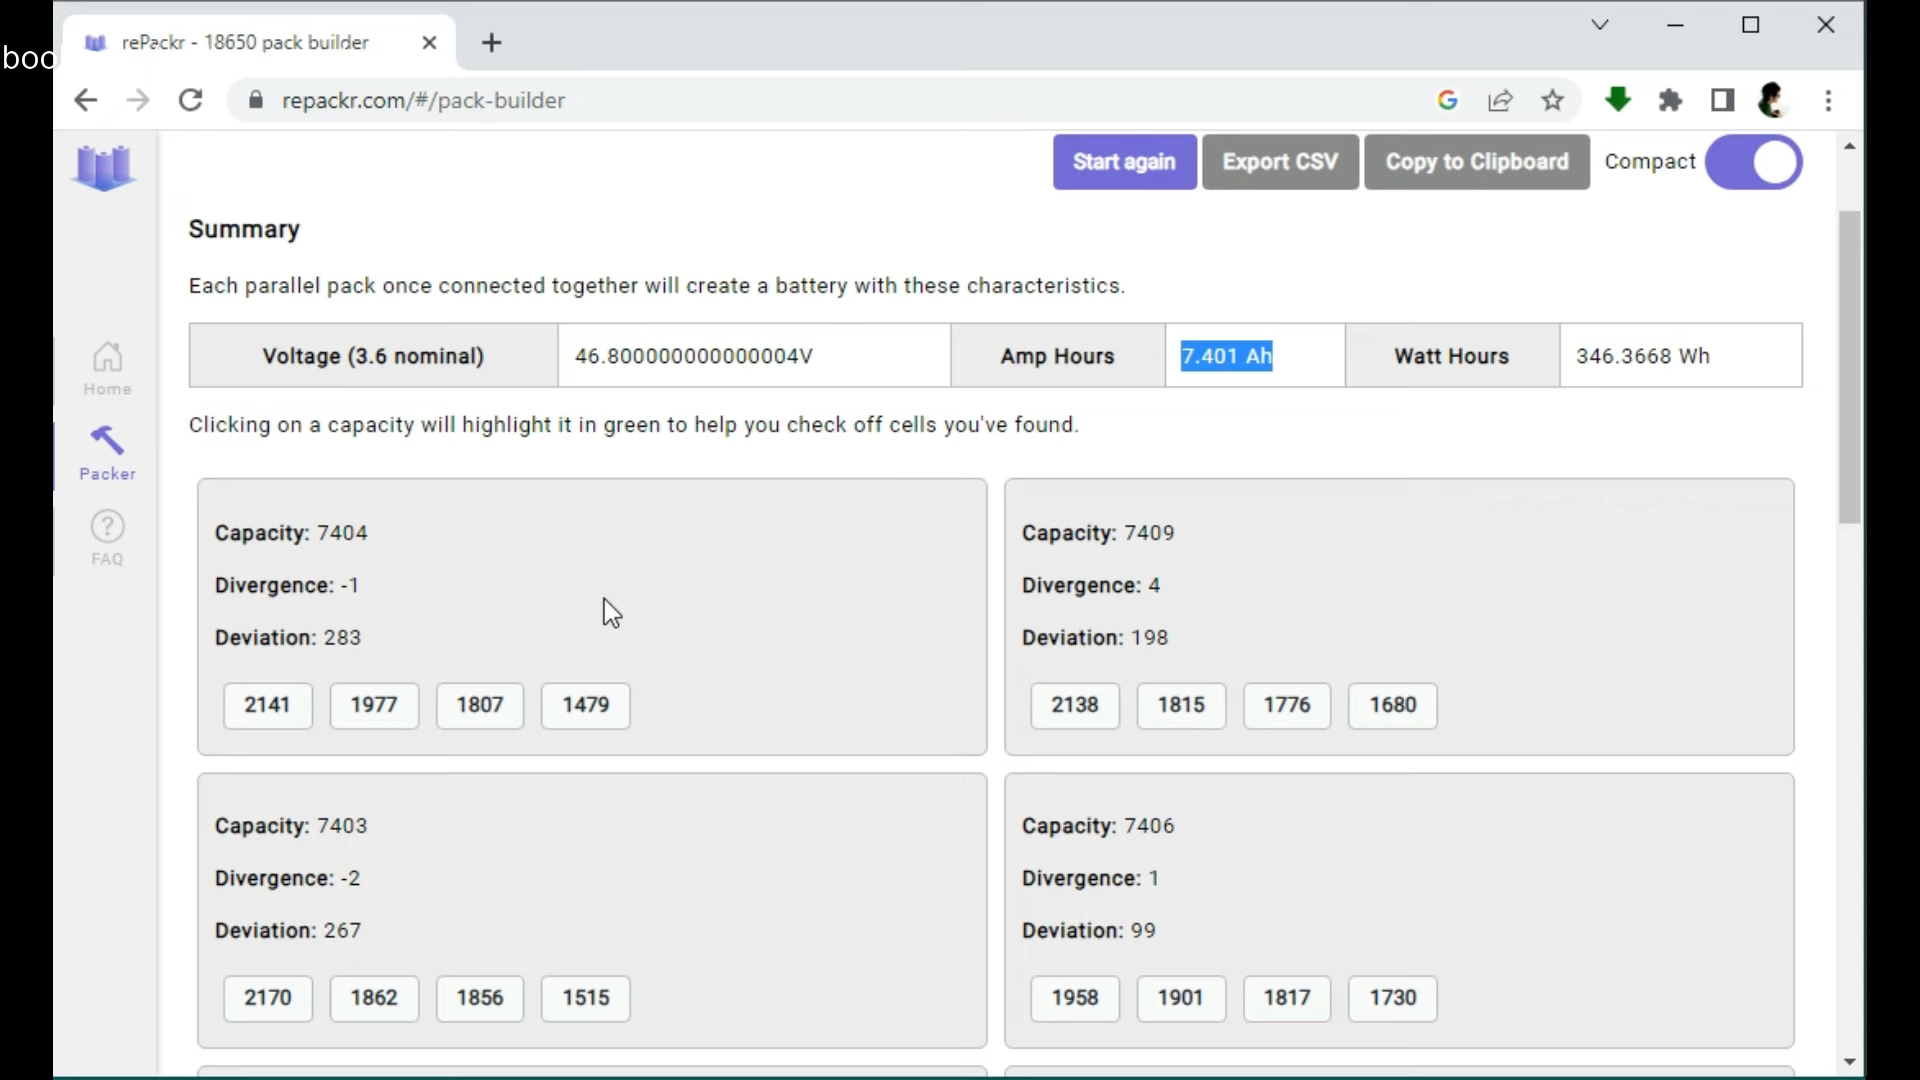 rePackr - 18650 pack builder
boo
repackr.com/#/pack-builder
Start again
Export CSV
Copy to Clipboard
Compact
Summary
Each parallel pack once connected together will create a battery with these characteristics.
Voltage (3.6 nominal) 46.800000000000004V Amp Hours 7.401 Ah Watt Hours 346.3668 Wh
Clicking on a capacity will highlight it in green to help you check off cells you've found.
Home
Packer
FAQ
Capacity: 7404
Divergence: -1
Deviation: 283
2141 1977 1807 1479
Capacity: 7409
Divergence: 4
Deviation: 198
2138 1815 1776 1680
Capacity: 7403
Divergence: -2
Deviation: 267
2170 1862 1856 1515
Capacity: 7406
Divergence: 1
Deviation: 99
1958 1901 1817 1730